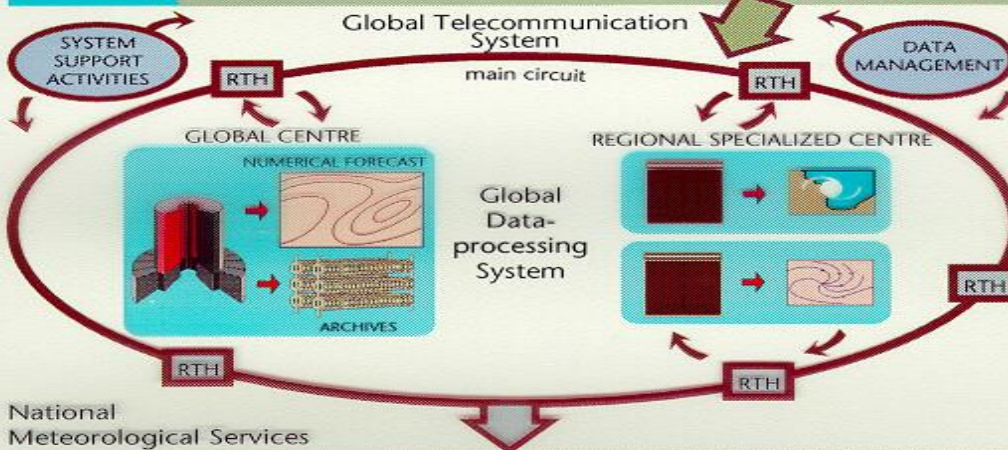 Global Telecommunication
System
main circuit
SYSTEM
SUPPORT
ACTIVITIES
DATA
MANAGEMENT
RTH
RTH
GLOBAL CENTRE
NUMERICAL FORECAST
ARCHIVES
Global
Data-
processing
System
REGIONAL SPECIALIZED CENTRE
RTH
RTH
RTH
National
Meteorological Services